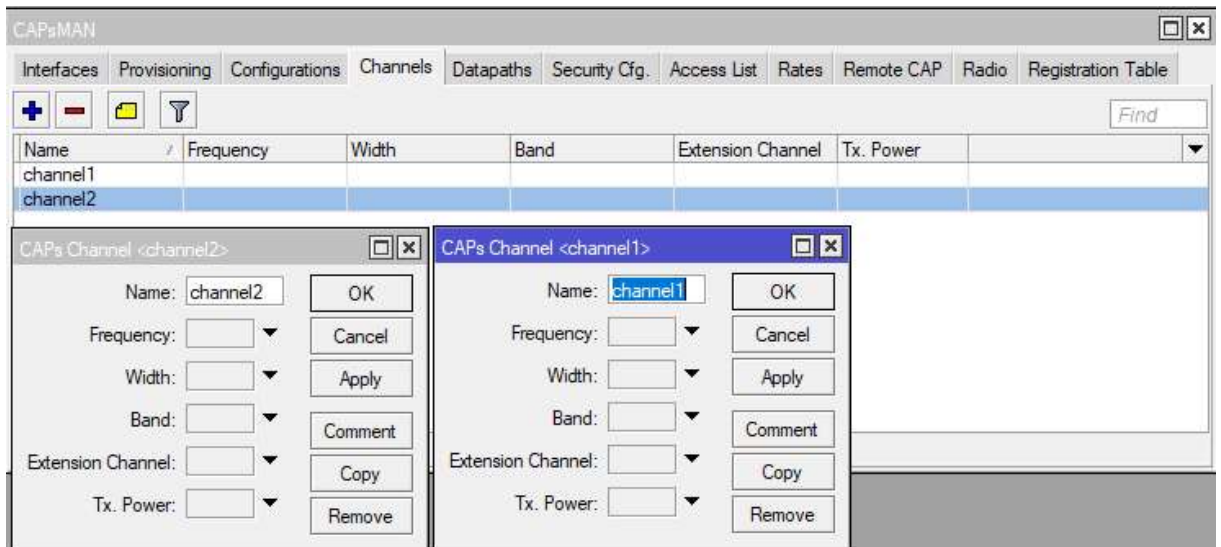 CAPsMAN
Interfaces Provisioning Configurations Channels Datapaths Security Cfg. Access List Rates Remote CAP Radio Registration Table
Find
Name Frequency Width Band Extension Channel Tx. Power
channel1
channel2
CAPs Channel <channel2>
Name: channel2 OK
Frequency: Cancel
Width: Apply
Band:
Comment
Extension Channel:
Copy
Tx. Power:
Remove
CAPs Channel <channel1>
Name: channel1 OK
Frequency: Cancel
Width: Apply
Band:
Comment
Extension Channel:
Copy
Tx. Power:
Remove